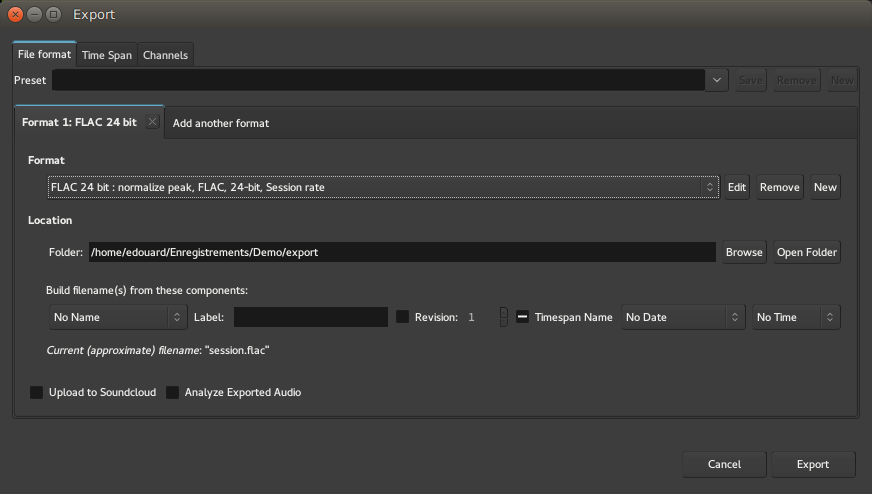 Export
File format Time Span Channels
Preset Save Remove New
Format 1: FLAC 24 bit Add another format
Format
FLAC 24 bit : normalize peak, FLAC, 24-bit, Session rate Edit Remove New
Location
Folder: /home/edouard/Enregistrements/Demo/export Browse Open Folder
Build filename(s) from these components:
No Name Label: Revision: 1 Timespan Name No Date No Time
Current (approximate) filename: "session.flac"
Upload to Soundcloud Analyze Exported Audio
Cancel Export